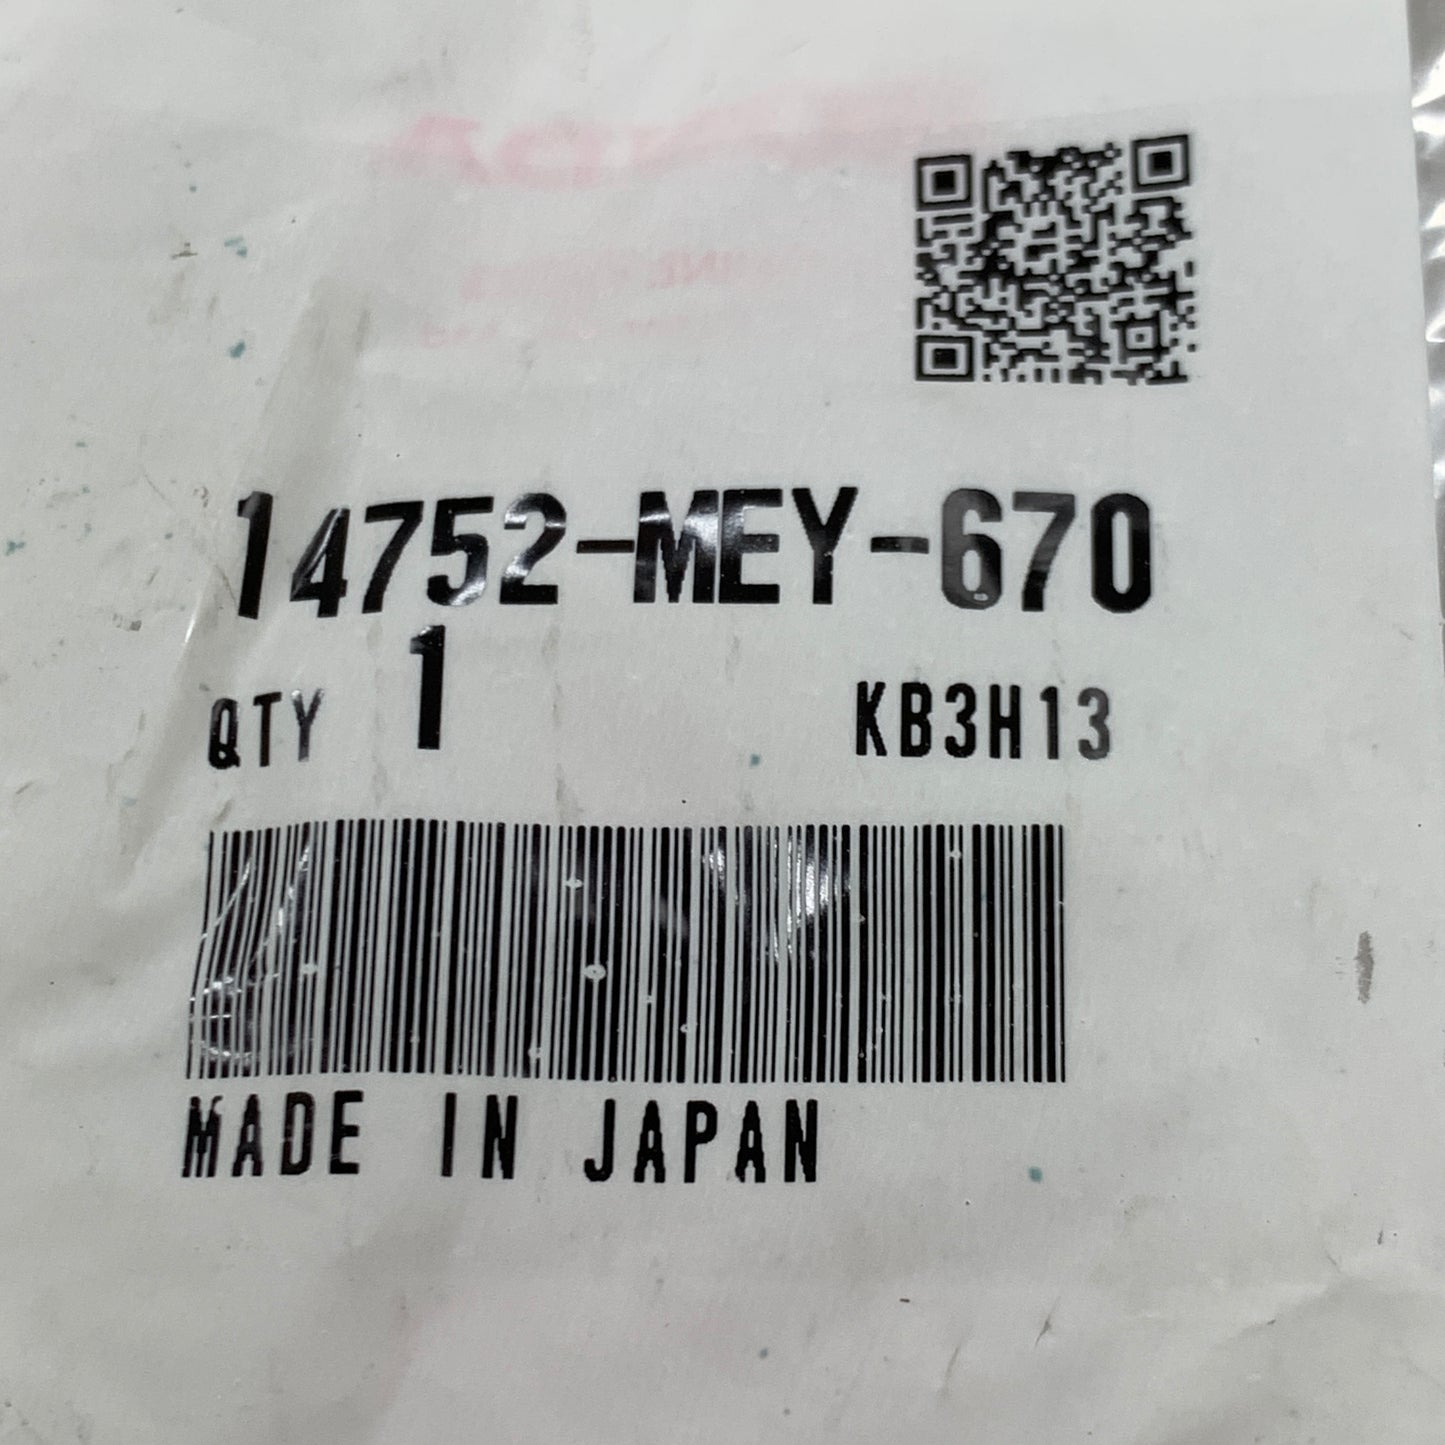 14752-MEY-670
QTY 1 KB3H13
MADE IN JAPAN